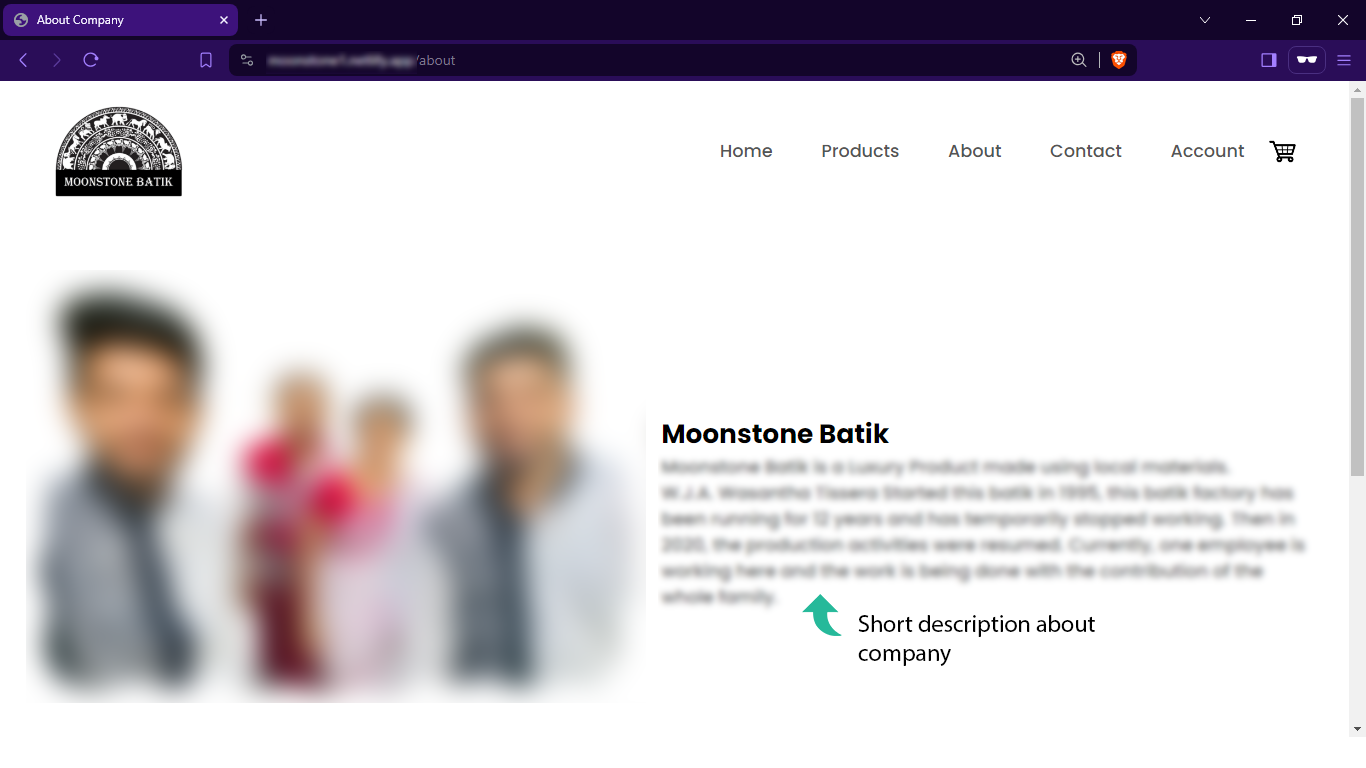 About Company
/about
MOONSTONE BATIK
Home Products About Contact Account
Moonstone Batik
Moonstone Batik is a Luxury Product made using local materials.
Started this batik in 1995, this batik factory has
been running for 12 years and has temporarily stopped working. Then in
2020, the production activities were resumed. Currently, one employee is
working here and the work is being done with the contribution of the
whole family.
Short description about
company